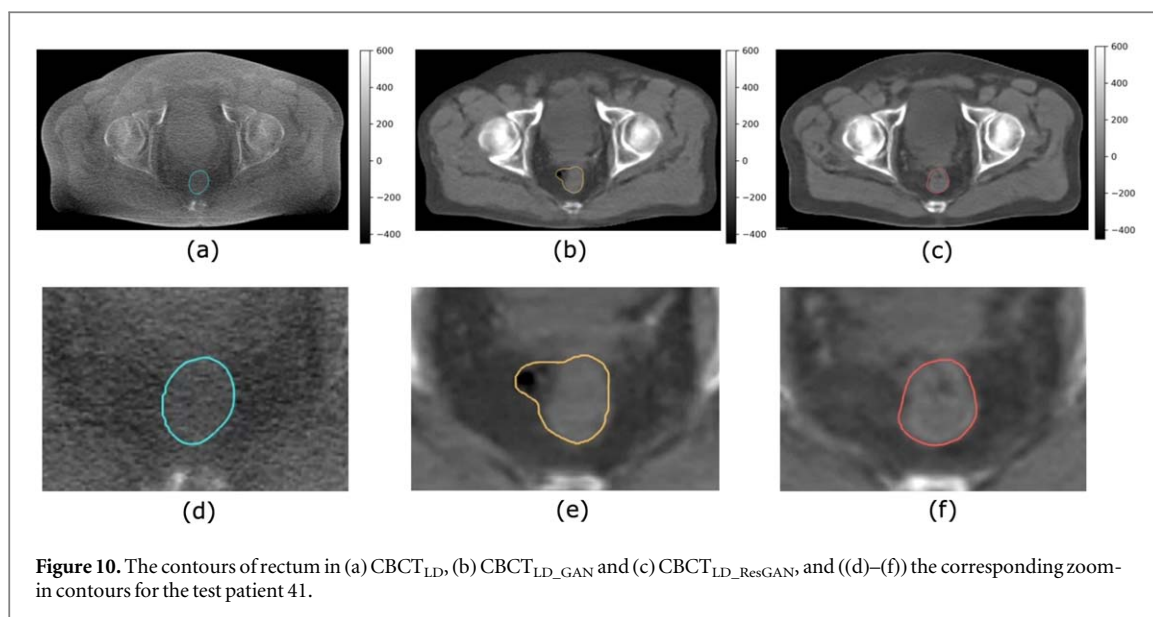 600
400
200
0
−200
−400
(a)
600
400
200
0
−200
−400
(b)
600
400
200
0
−200
−400
(c)
(d)
(e)
(f)
Figure 10. The contours of rectum in (a) CBCT_LD, (b) CBCT_LD_GAN and (c) CBCT_LD_ResGAN, and ((d)–(f)) the corresponding zoom-
in contours for the test patient 41.